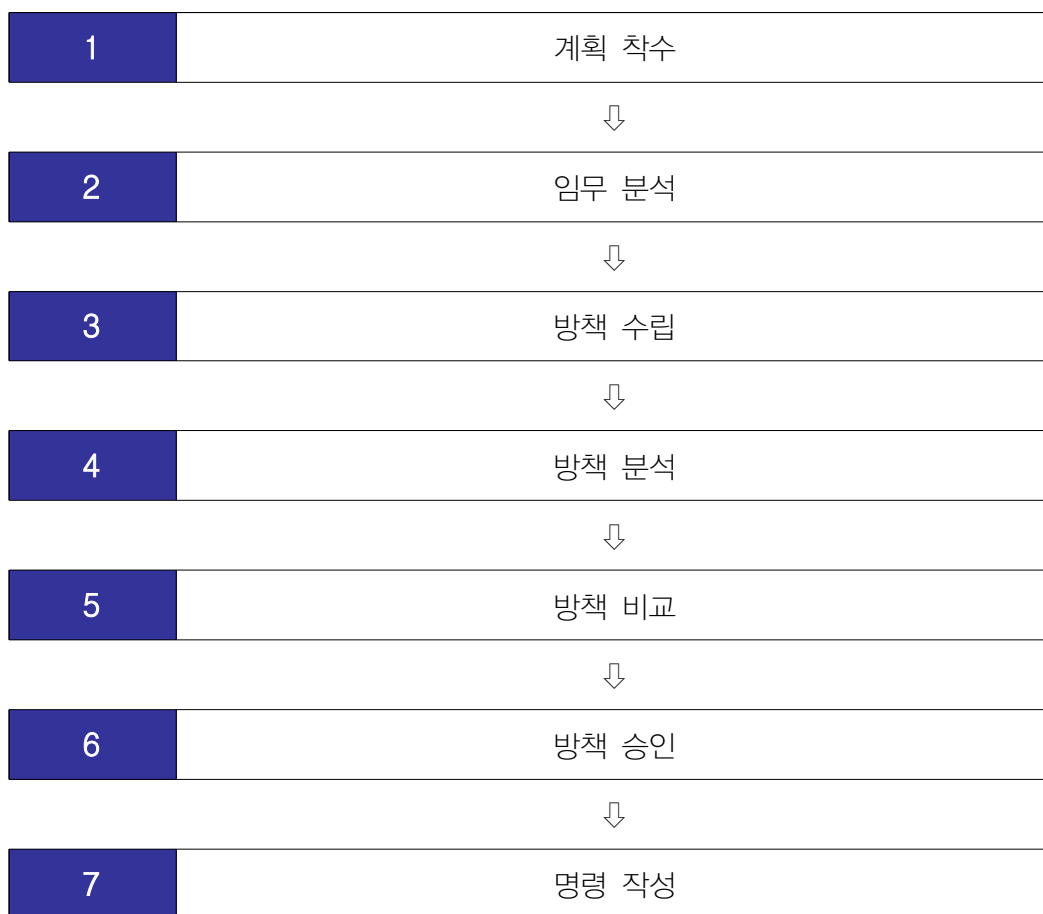 1 계획 착수
⇩
2 임무 분석
⇩
3 방책 수립
⇩
4 방책 분석
⇩
5 방책 비교
⇩
6 방책 승인
⇩
7 명령 작성